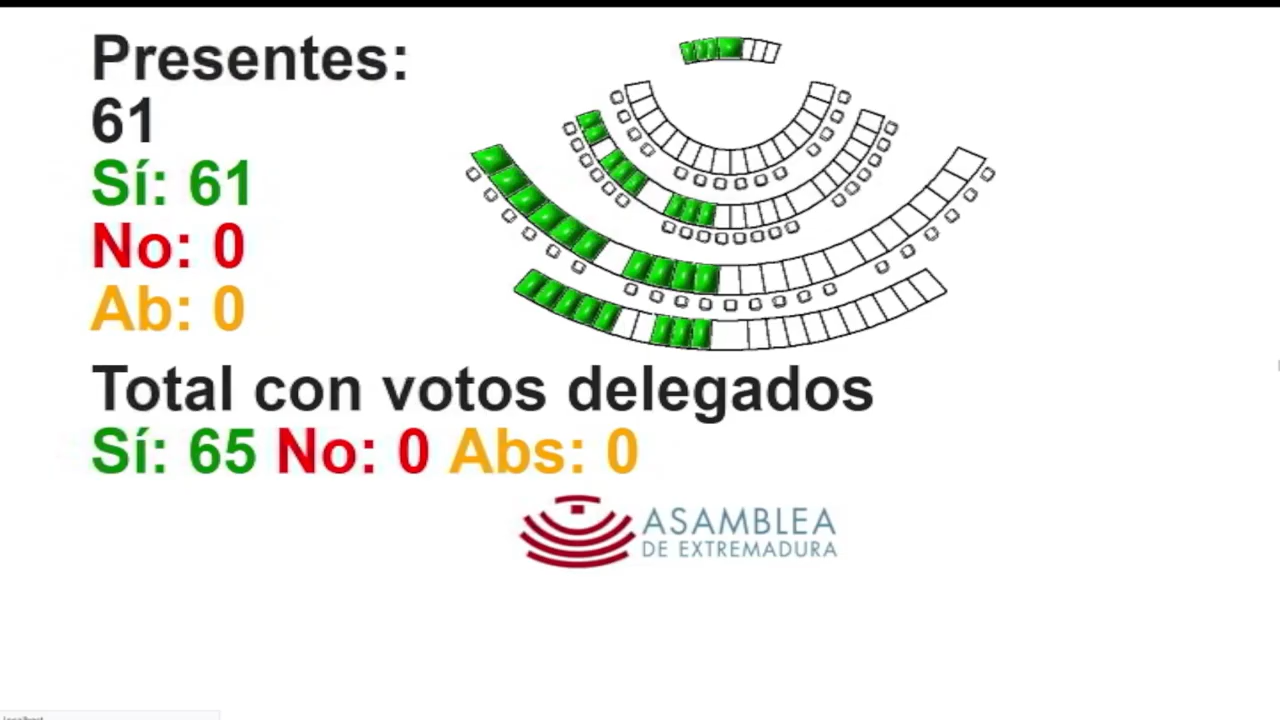 Presentes:
61
Sí: 61
No: 0
Ab: 0
Total con votos delegados
Sí: 65 No: 0 Abs: 0
ASAMBLEA
DE EXTREMADURA